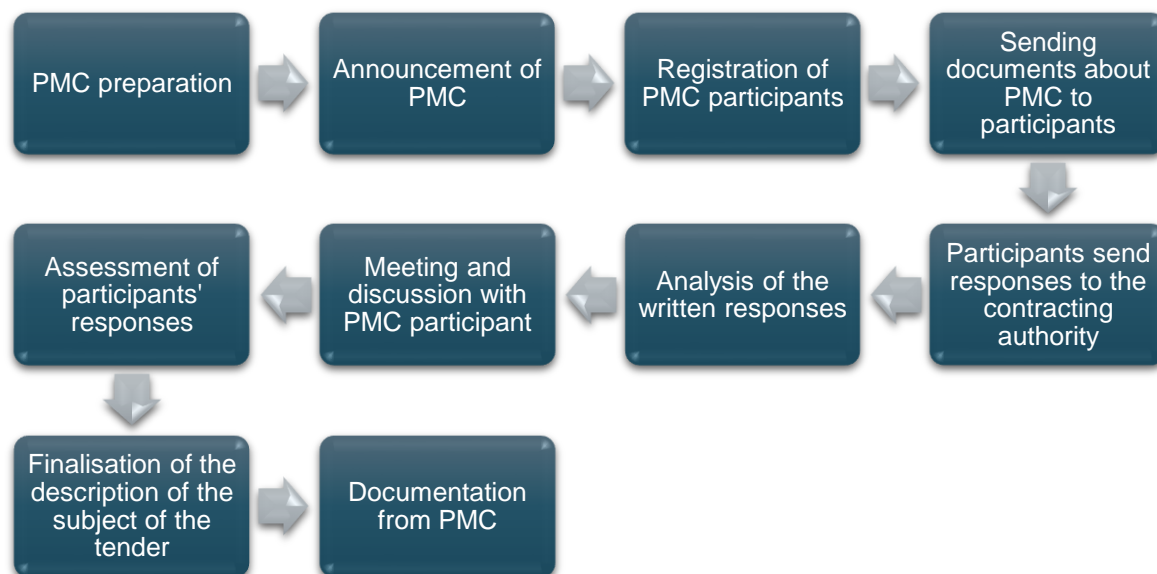 PMC preparation
Announcement of
PMC
Registration of
PMC participants
Sending
documents about
PMC to
participants
Participants send
responses to the
contracting
authority
Analysis of the
written responses
Meeting and
discussion with
PMC participant
Assessment of
participants'
responses
Finalisation of the
description of the
subject of the
tender
Documentation
from PMC